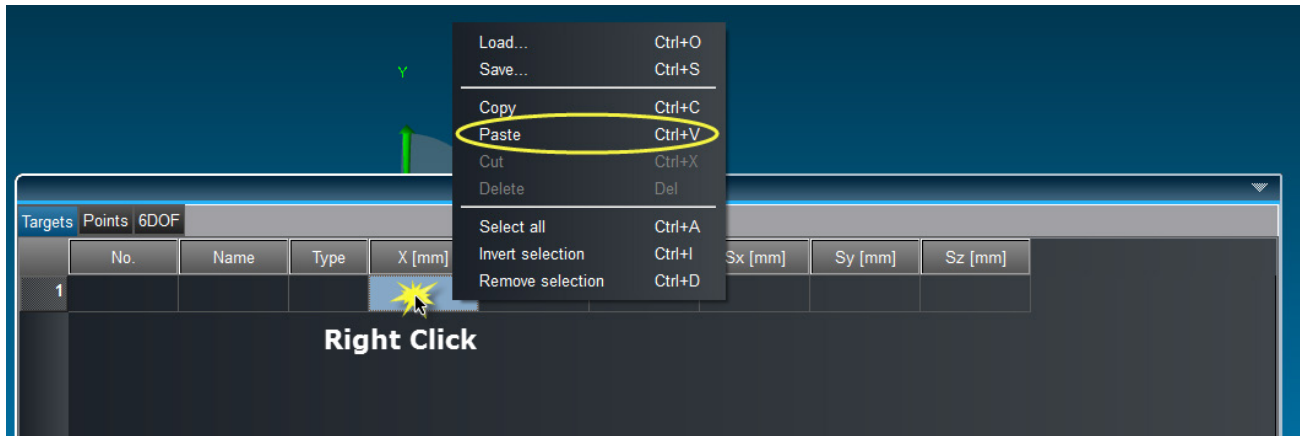 Y
Load... Ctrl+O
Save... Ctrl+S
Copy Ctrl+C
Paste Ctrl+V
Cut Ctrl+X
Delete Del
Select all Ctrl+A
Invert selection Ctrl+I
Remove selection Ctrl+D
Targets Points 6DOF
No. Name Type X [mm] Sx [mm] Sy [mm] Sz [mm]
1
Right Click